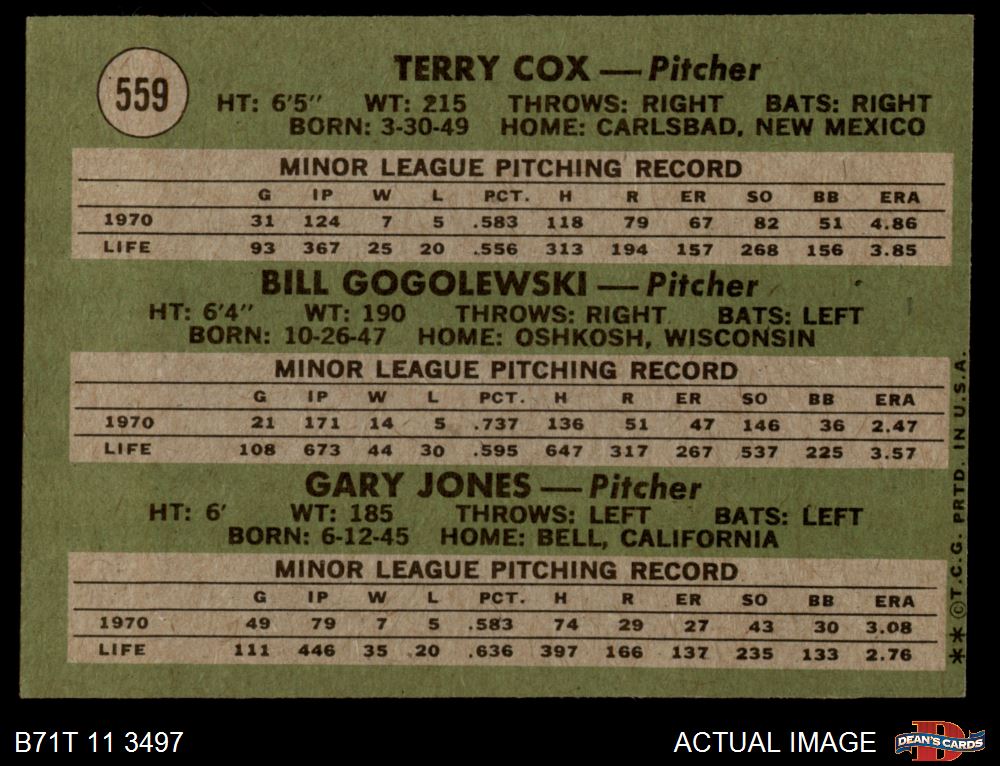 559
TERRY COX — Pitcher
HT: 6'5" WT: 215 THROWS: RIGHT BATS: RIGHT
BORN: 3-30-49 HOME: CARLSBAD, NEW MEXICO
MINOR LEAGUE PITCHING RECORD
G IP W L PCT. H R ER SO BB ERA
1970 31 124 7 5 .583 118 79 67 82 51 4.86
LIFE 93 367 25 20 .556 313 194 157 268 156 3.85
BILL GOGOLEWSKI — Pitcher
HT: 6'4" WT: 190 THROWS: RIGHT BATS: LEFT
BORN: 10-26-47 HOME: OSHKOSH, WISCONSIN
MINOR LEAGUE PITCHING RECORD
G IP W L PCT. H R ER SO BB ERA
1970 21 171 14 5 .737 136 51 47 146 36 2.47
LIFE 108 673 44 30 .595 647 317 267 537 225 3.57
GARY JONES — Pitcher
HT: 6' WT: 185 THROWS: LEFT BATS: LEFT
BORN: 6-12-45 HOME: BELL, CALIFORNIA
MINOR LEAGUE PITCHING RECORD
G IP W L PCT. H R ER SO BB ERA
1970 49 79 7 5 .583 74 29 27 43 30 3.08
LIFE 111 446 35 20 .636 397 166 137 235 133 2.76
**©T.C.G. PRTD. IN U.S.A.
B71T 11 3497
ACTUAL IMAGE
DEAN'S CARDS